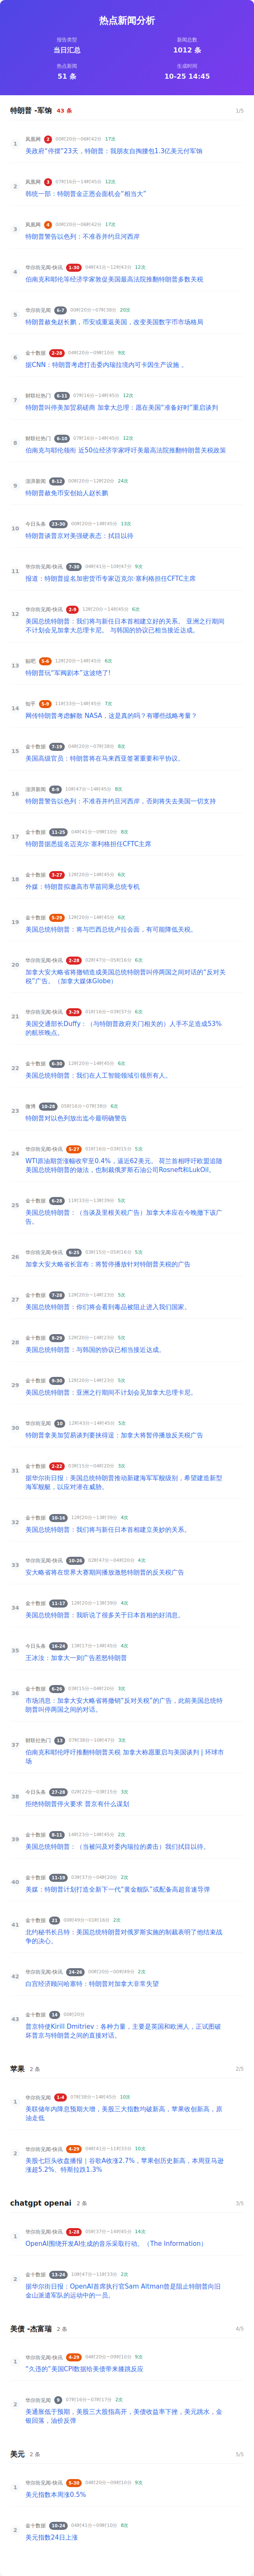 热点新闻分析
报告类型
新闻总数
当日汇总
1012 条
热点新闻
生成时间
51 条
10-25 14:45
特朗普 -军饷 43 条 1/5
1 凤凰网 2 00时20分~06时42分 17次
美政府“停摆”23天，特朗普：我朋友自掏腰包1.3亿美元付军饷
2 凤凰网 3 07时16分~14时45分 12次
韩统一部：特朗普金正恩会面机会“相当大”
3 凤凰网 4 00时20分~06时42分 17次
特朗普警告以色列：不准吞并约旦河西岸
4 华尔街见闻-快讯 1-30 04时41分~12时43分 12次
伯南克和耶伦等经济学家敦促美国最高法院推翻特朗普多数关税
5 华尔街见闻 6-7 00时20分~07时38分 20次
特朗普赦免赵长鹏，币安或重返美国，改变美国数字币市场格局
6 金十数据 2-28 04时20分~09时10分 9次
据CNN：特朗普考虑打击委内瑞拉境内可卡因生产设施 。
7 财联社热门 6-11 07时16分~14时45分 12次
特朗普叫停美加贸易磋商 加拿大总理：愿在美国“准备好时”重启谈判
8 财联社热门 6-10 07时16分~14时45分 12次
伯南克与耶伦领衔 近50位经济学家呼吁美最高法院推翻特朗普关税政策
9 澎湃新闻 8-12 00时20分~12时20分 24次
特朗普赦免币安创始人赵长鹏
10 今日头条 23-30 00时20分~14时45分 13次
特朗普谈普京对美强硬表态：拭目以待
11 华尔街见闻-快讯 7-30 04时41分~10时47分 9次
报道：特朗普提名加密货币专家迈克尔·塞利格担任CFTC主席
12 华尔街见闻-快讯 2-9 12时20分~14时45分 6次
美国总统特朗普：我们将与新任日本首相建立好的关系。 亚洲之行期间
不计划会见加拿大总理卡尼。 与韩国的协议已相当接近达成。
13 贴吧 5-6 12时20分~14时45分 6次
特朗普玩“军阀剧本”这波绝了!
14 知乎 5-9 11时33分~14时45分 7次
网传特朗普考虑解散 NASA，这是真的吗？有哪些战略考量？
15 金十数据 7-19 04时20分~07时38分 8次
美国高级官员：特朗普将在马来西亚签署重要和平协议。
16 澎湃新闻 8-9 10时47分~14时45分 8次
特朗普警告以色列：不准吞并约旦河西岸，否则将失去美国一切支持
17 金十数据 11-25 04时41分~09时10分 8次
特朗普据悉提名迈克尔·塞利格担任CFTC主席
18 金十数据 3-27 12时20分~14时45分 6次
外媒：特朗普拟邀高市早苗同乘总统专机
19 金十数据 5-29 12时20分~14时45分 6次
美国总统特朗普：将与巴西总统卢拉会面，有可能降低关税。
20 华尔街见闻-快讯 2-28 02时47分~05时16分 6次
加拿大安大略省将撤销造成美国总统特朗普叫停两国之间对话的“反对关
税”广告。（加拿大媒体Globe）
21 华尔街见闻-快讯 3-29 01时16分~03时37分 6次
美国交通部长Duffy：（与特朗普政府关门相关的）人手不足造成53%
的航班晚点。
22 金十数据 6-30 12时20分~14时45分 6次
美国总统特朗普：我们在人工智能领域引领所有人。
23 微博 10-28 05时16分~07时38分 6次
特朗普对以色列放出迄今最明确警告
24 华尔街见闻-快讯 5-27 01时16分~03时15分 5次
WTI原油期货涨幅收窄至0.4%，逼近62美元。 荷兰首相呼吁欧盟追随
美国总统特朗普的做法，也制裁俄罗斯石油公司Rosneft和LukOil。
25 金十数据 6-28 11时33分~13时39分 5次
美国总统特朗普：（当谈及里根关税广告）加拿大本应在今晚撤下该广
告。
26 华尔街见闻-快讯 6-25 03时15分~05时16分 5次
加拿大安大略省长宣布：将暂停播放针对特朗普关税的广告
27 金十数据 7-28 12时20分~14时23分 5次
美国总统特朗普：你们将会看到毒品被阻止进入我们国家。
28 金十数据 8-29 12时20分~14时23分 5次
美国总统特朗普：与韩国的协议已相当接近达成。
29 金十数据 9-30 12时20分~14时23分 5次
美国总统特朗普：亚洲之行期间不计划会见加拿大总理卡尼。
30 华尔街见闻 10 12时43分~14时45分 5次
特朗普拿美加贸易谈判要挟得逞：加拿大将暂停播放反关税广告
31 金十数据 2-22 03时15分~04时20分 3次
据华尔街日报：美国总统特朗普推动新建海军军舰级别，希望建造新型
海军舰艇，以应对潜在威胁。
32 金十数据 10-16 12时20分~13时39分 4次
美国总统特朗普：我们将与新任日本首相建立美妙的关系。
33 华尔街见闻-快讯 10-26 02时47分~04时20分 4次
安大略省将在世界大赛期间播放激怒特朗普的反关税广告
34 金十数据 11-17 12时20分~13时39分 4次
美国总统特朗普：我听说了很多关于日本首相的好消息。
35 今日头条 16-24 13时17分~14时45分 4次
王冰汝：加拿大一则广告惹怒特朗普
36 金十数据 6-26 03时15分~04时20分 3次
市场消息：加拿大安大略省将撤销“反对关税”的广告，此前美国总统特
朗普叫停两国之间的对话。
37 财联社热门 13 07时38分~10时47分 3次
伯南克和耶伦呼吁推翻特朗普关税 加拿大称愿重启与美国谈判 | 环球市
场
38 今日头条 27-28 02时22分~03时15分 3次
拒绝特朗普停火要求 普京有什么谋划
39 金十数据 8-11 14时23分~14时45分 2次
美国总统特朗普：（当被问及对委内瑞拉的袭击）我们拭目以待。
40 金十数据 11-19 03时37分~04时20分 2次
美媒：特朗普计划打造全新下一代“黄金舰队”或配备高超音速导弹
41 金十数据 21 00时49分~01时16分 2次
北约秘书长吕特：美国总统特朗普对俄罗斯实施的制裁表明了他结束战
争的决心。
42 华尔街见闻-快讯 24-26 00时20分~00时49分 2次
白宫经济顾问哈塞特：特朗普对加拿大非常失望
43 金十数据 14 00时20分
普京特使Kirill Dmitriev：各种力量，主要是英国和欧洲人，正试图破
坏普京与特朗普之间的直接对话。
苹果 2 条 2/5
1 华尔街见闻 1-4 07时38分~14时45分 10次
美联储年内降息预期大增，美股三大指数均破新高，苹果收创新高，原
油走低
2 华尔街见闻-快讯 4-29 04时41分~11时33分 10次
美股七巨头收盘播报｜谷歌A收涨2.7%，苹果创历史新高，本周亚马逊
涨超5.2%、特斯拉跌1.3%
chatgpt openai 2 条 3/5
1 华尔街见闻-快讯 1-28 05时37分~14时45分 14次
OpenAI围绕开发AI生成的音乐采取行动。（The Information）
2 金十数据 13-24 10时47分~11时33分 2次
据华尔街日报：OpenAI首席执行官Sam Altman曾是阻止特朗普向旧
金山派遣军队的运动中的一员。
美债 -杰富瑞 2 条 4/5
1 华尔街见闻-快讯 4-29 04时20分~09时10分 9次
“久违的”美国CPI数据给美债带来膝跳反应
2 华尔街见闻 9 07时16分~07时17分 2次
美通胀低于预期，美股三大股指高开，美债收益率下挫，美元跳水，金
银回落，油价反弹
美元 2 条 5/5
1 华尔街见闻-快讯 5-30 04时20分~09时10分 9次
美元指数本周涨0.5%
2 金十数据 10-24 04时41分~09时10分 8次
美元指数24日上涨